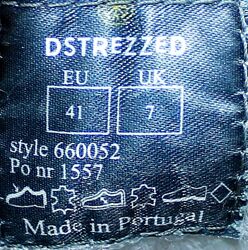 DSTREZZED
EU UK
41 7
style 660052
Po nr 1557
Made in Portugal